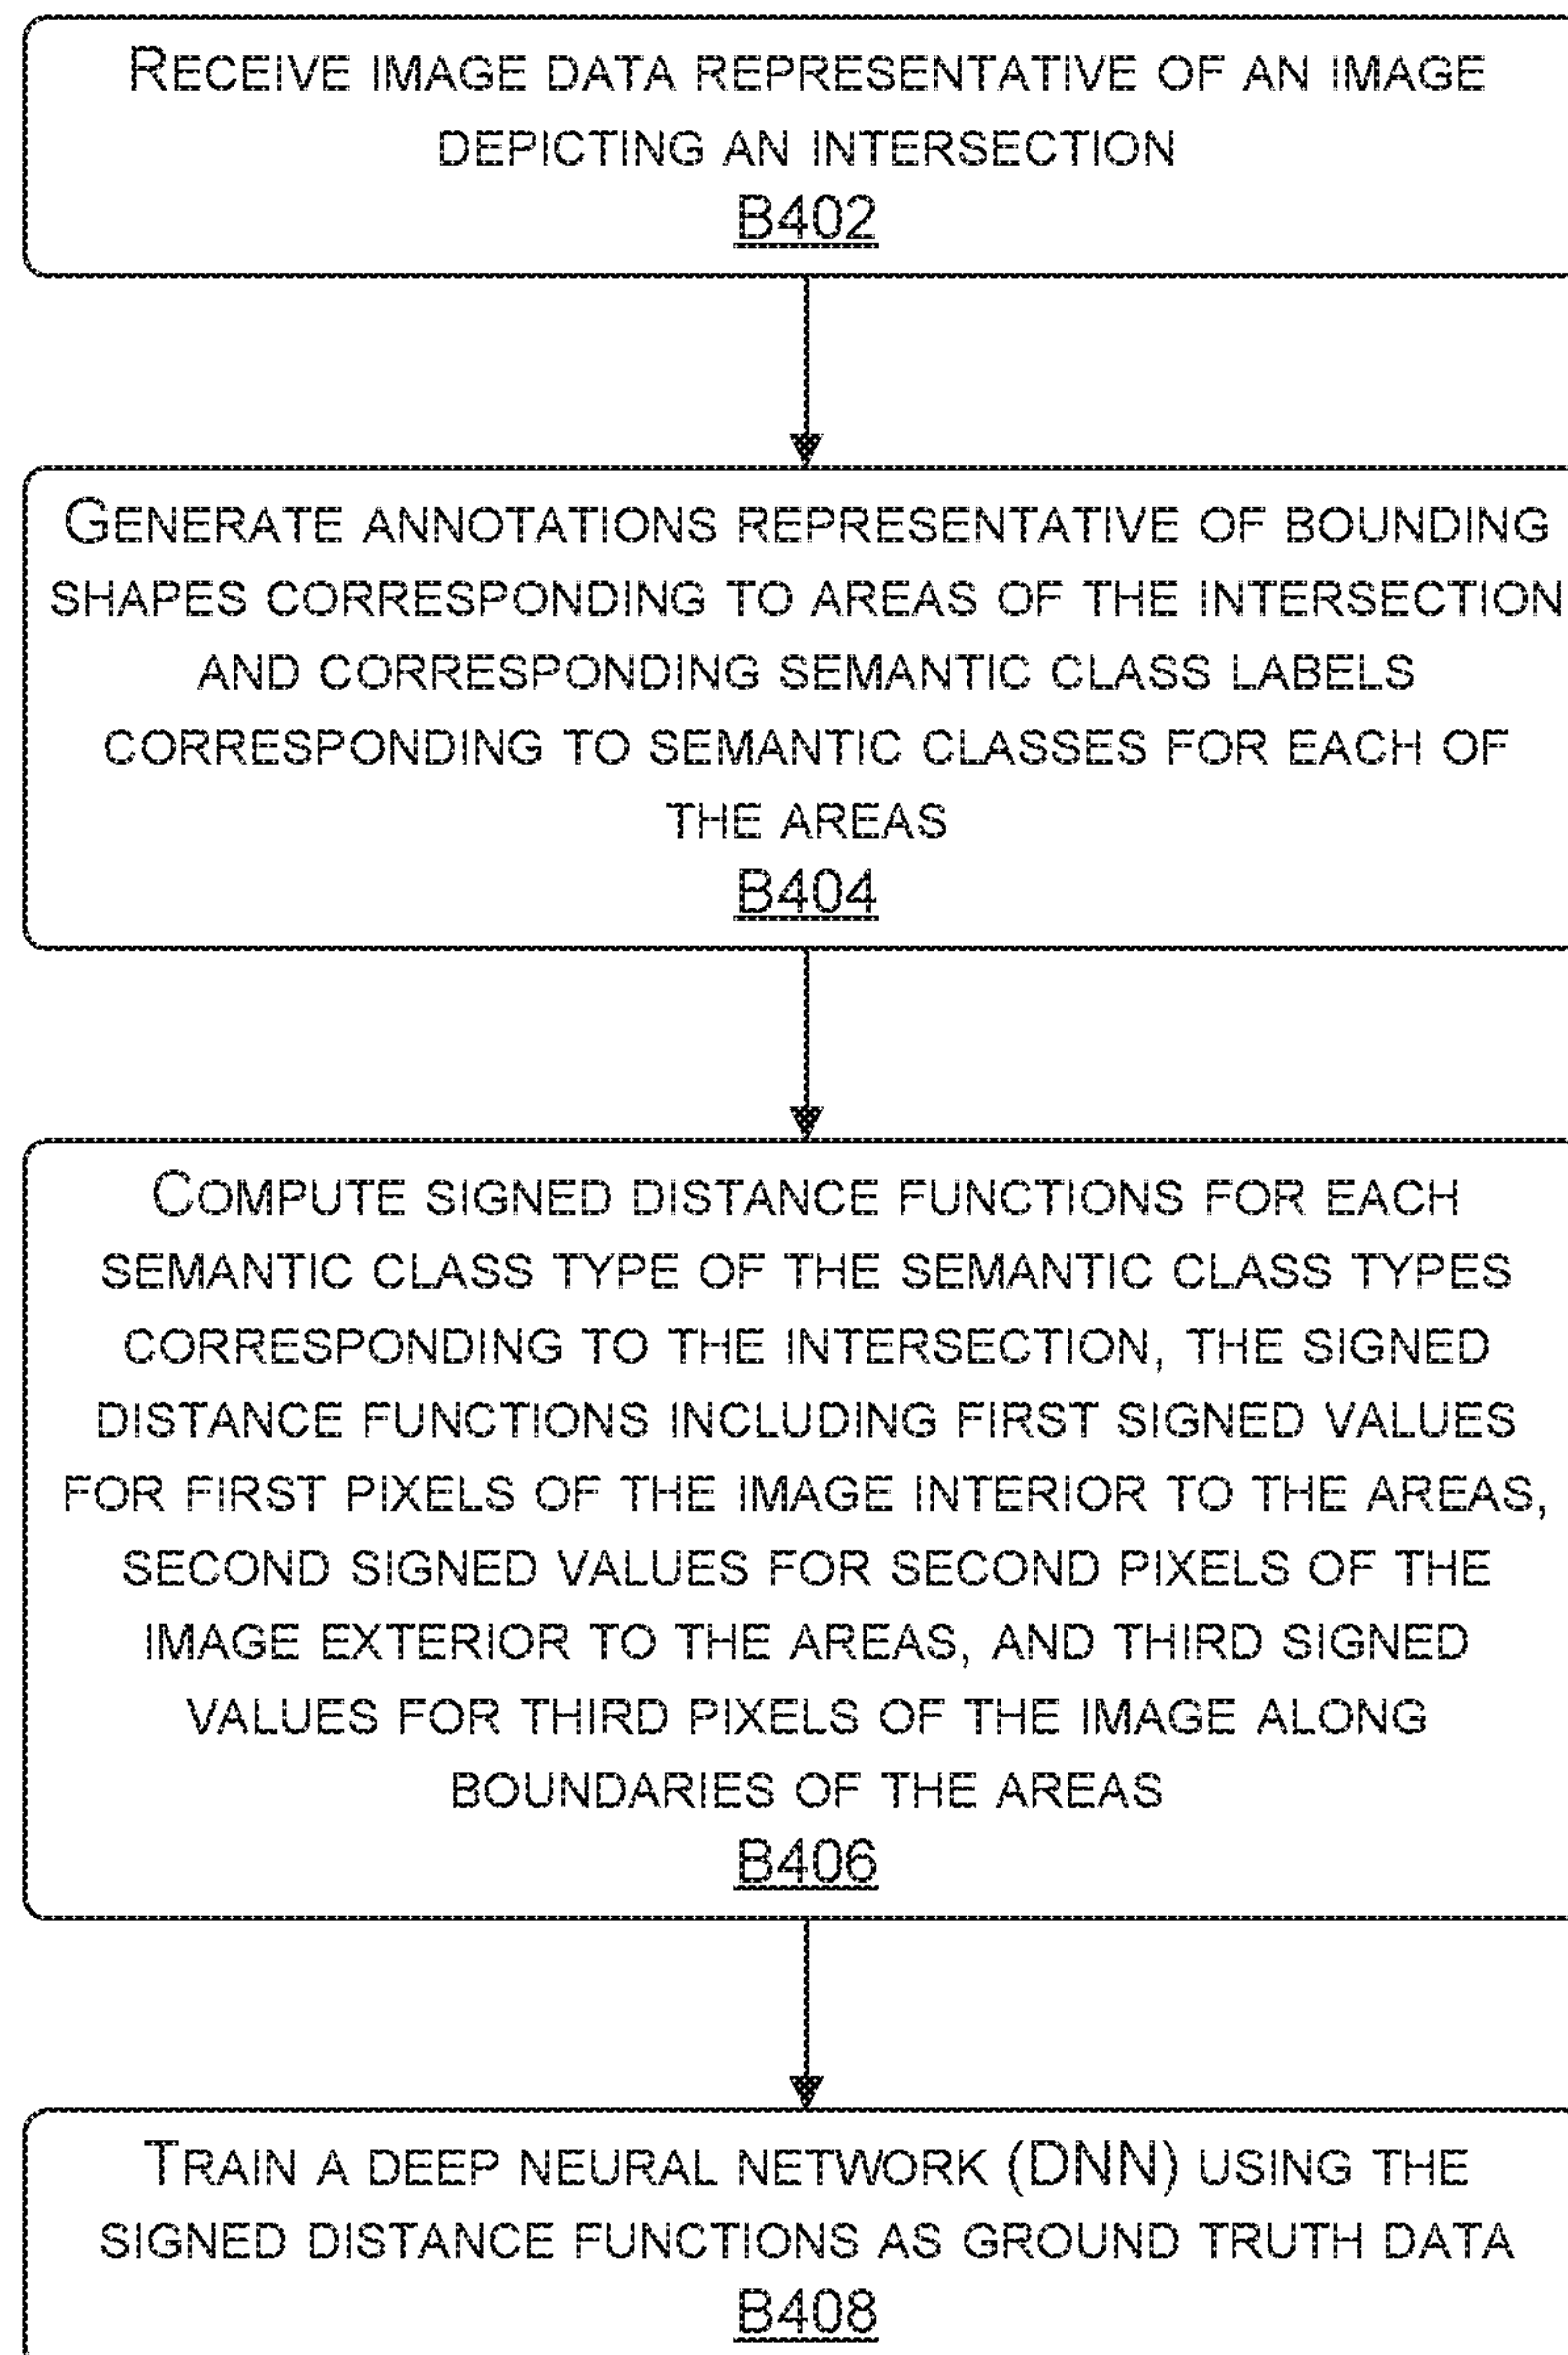 RECEIVE IMAGE DATA REPRESENTATIVE OF AN IMAGE
DEPICTING AN INTERSECTION
B402
GENERATE ANNOTATIONS REPRESENTATIVE OF BOUNDING
SHAPES CORRESPONDING TO AREAS OF THE INTERSECTION
AND CORRESPONDING SEMANTIC CLASS LABELS
CORRESPONDING TO SEMANTIC CLASSES FOR EACH OF
THE AREAS
B404
COMPUTE SIGNED DISTANCE FUNCTIONS FOR EACH
SEMANTIC CLASS TYPE OF THE SEMANTIC CLASS TYPES
CORRESPONDING TO THE INTERSECTION, THE SIGNED
DISTANCE FUNCTIONS INCLUDING FIRST SIGNED VALUES
FOR FIRST PIXELS OF THE IMAGE INTERIOR TO THE AREAS,
SECOND SIGNED VALUES FOR SECOND PIXELS OF THE
IMAGE EXTERIOR TO THE AREAS, AND THIRD SIGNED
VALUES FOR THIRD PIXELS OF THE IMAGE ALONG
BOUNDARIES OF THE AREAS
B406
TRAIN A DEEP NEURAL NETWORK (DNN) USING THE
SIGNED DISTANCE FUNCTIONS AS GROUND TRUTH DATA
B408